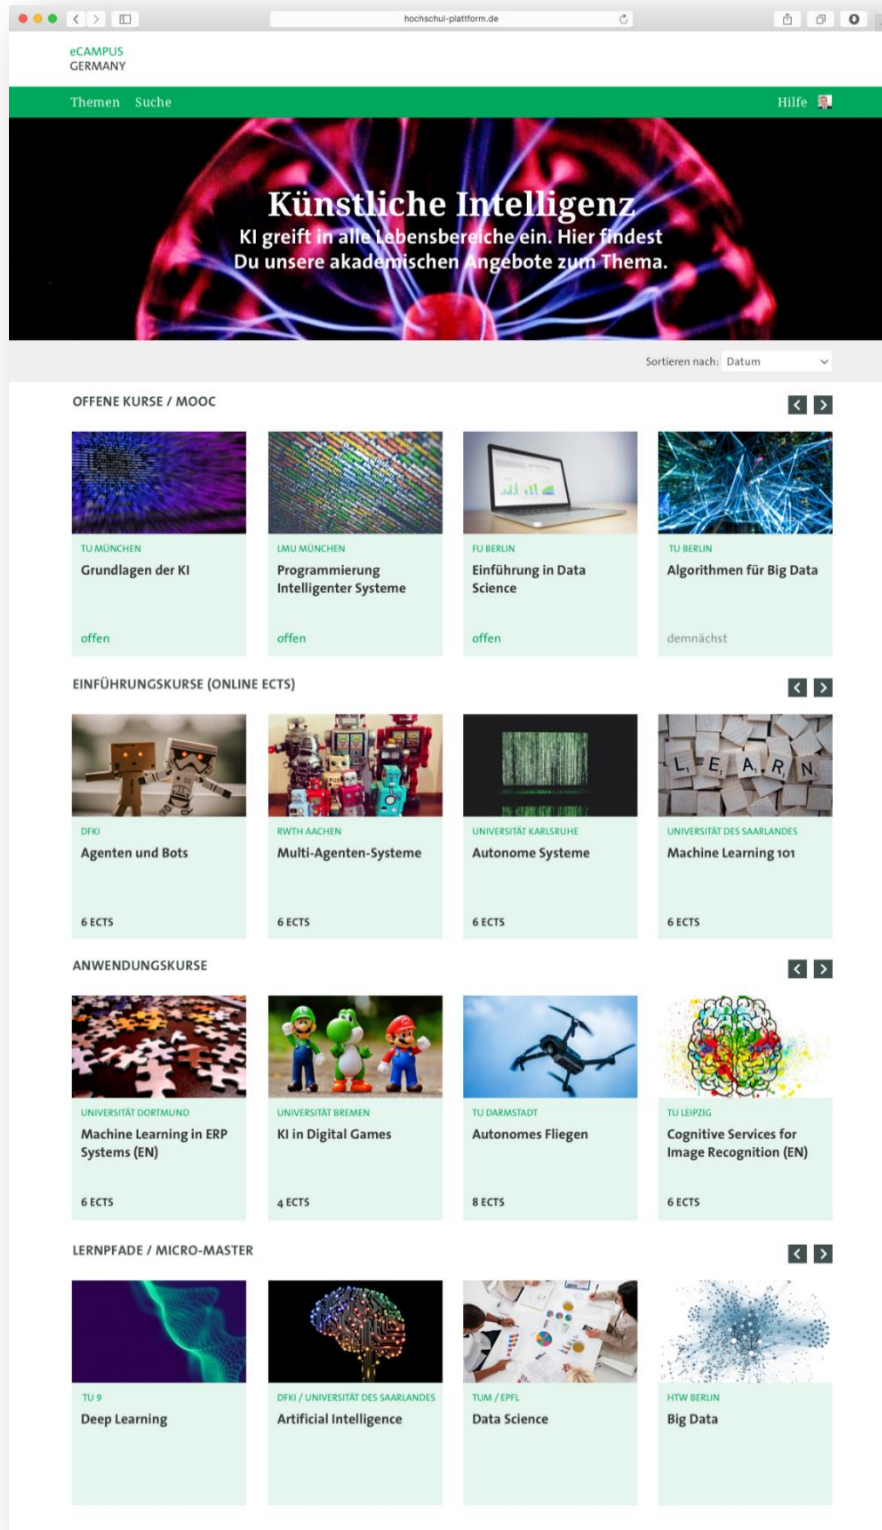 hochschul-plattform.de
eCAMPUS
GERMANY
Themen Suche Hilfe
Künstliche Intelligenz
KI greift in alle Lebensbereiche ein. Hier findest
Du unsere akademischen Angebote zum Thema.
Sortieren nach: Datum
OFFENE KURSE / MOOC
TU MÜNCHEN
Grundlagen der KI
offen
LMU MÜNCHEN
Programmierung
Intelligenter Systeme
offen
FU BERLIN
Einführung in Data
Science
offen
TU BERLIN
Algorithmen für Big Data
demnächst
EINFÜHRUNGSKURSE (ONLINE ECTS)
DFKI
Agenten und Bots
6 ECTS
RWTH AACHEN
Multi-Agenten-Systeme
6 ECTS
UNIVERSITÄT KARLSRUHE
Autonome Systeme
6 ECTS
LEARN
UNIVERSITÄT DES SAARLANDES
Machine Learning 101
6 ECTS
ANWENDUNGSKURSE
UNIVERSITÄT DORTMUND
Machine Learning in ERP
Systems (EN)
6 ECTS
UNIVERSITÄT BREMEN
KI in Digital Games
4 ECTS
TU DARMSTADT
Autonomes Fliegen
8 ECTS
TU LEIPZIG
Cognitive Services for
Image Recognition (EN)
6 ECTS
LERNPFADE / MICRO-MASTER
TU 9
Deep Learning
DFKI / UNIVERSITÄT DES SAARLANDES
Artificial Intelligence
TUM / EPFL
Data Science
HTW BERLIN
Big Data